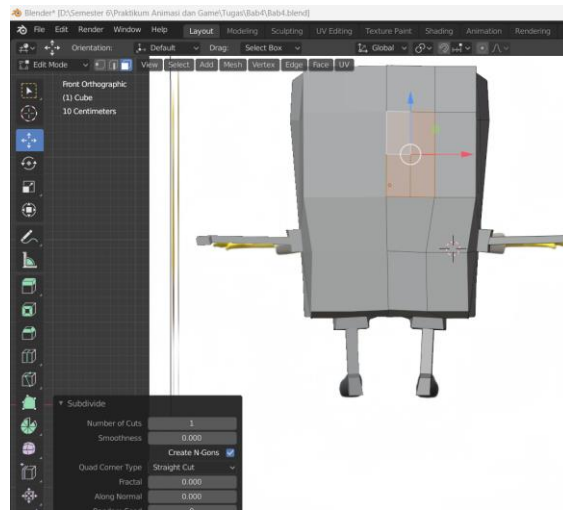 Blender* [D:\Semester 6\Praktikum Animasi dan Game\Tugas\Bab4\Bab4.blend]
File Edit Render Window Help Layout Modeling Sculpting UV Editing Texture Paint Shading Animation Rendering
Orientation: Default Drag: Select Box Global
Edit Mode View Select Add Mesh Vertex Edge Face UV
Front Orthographic
(1) Cube
10 Centimeters
Subdivide
Number of Cuts 1
Smoothness 0.000
Create N-Gons
Quad Corner Type Straight Cut
Fractal 0.000
Along Normal 0.000